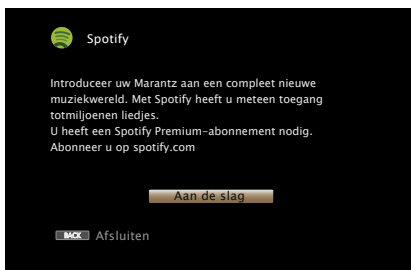 Spotify
Introduceer uw Marantz aan een compleet nieuwe
muziekwereld. Met Spotify heeft u meteen toegang
totmiljoenen liedjes.
U heeft een Spotify Premium-abonnement nodig.
Abonneer u op spotify.com
Aan de slag
BACK Afsluiten